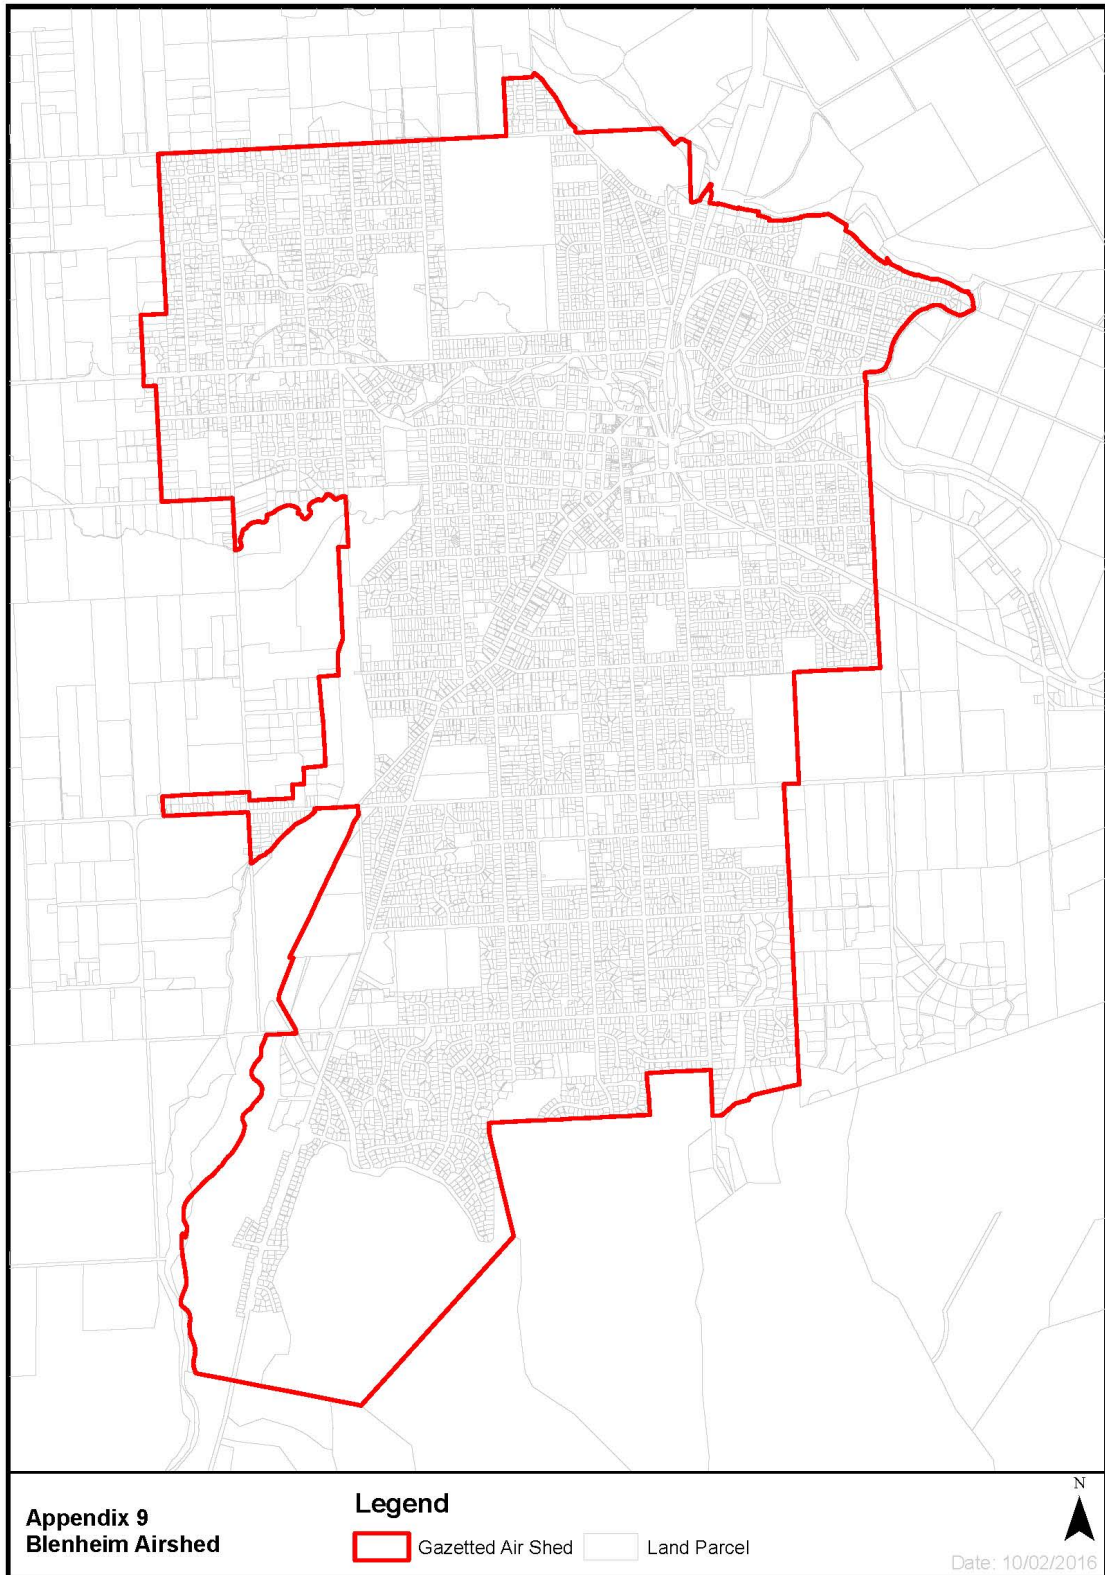 Appendix 9
Blenheim Airshed
Legend
Gazetted Air Shed
Land Parcel
N
Date: 10/02/2016